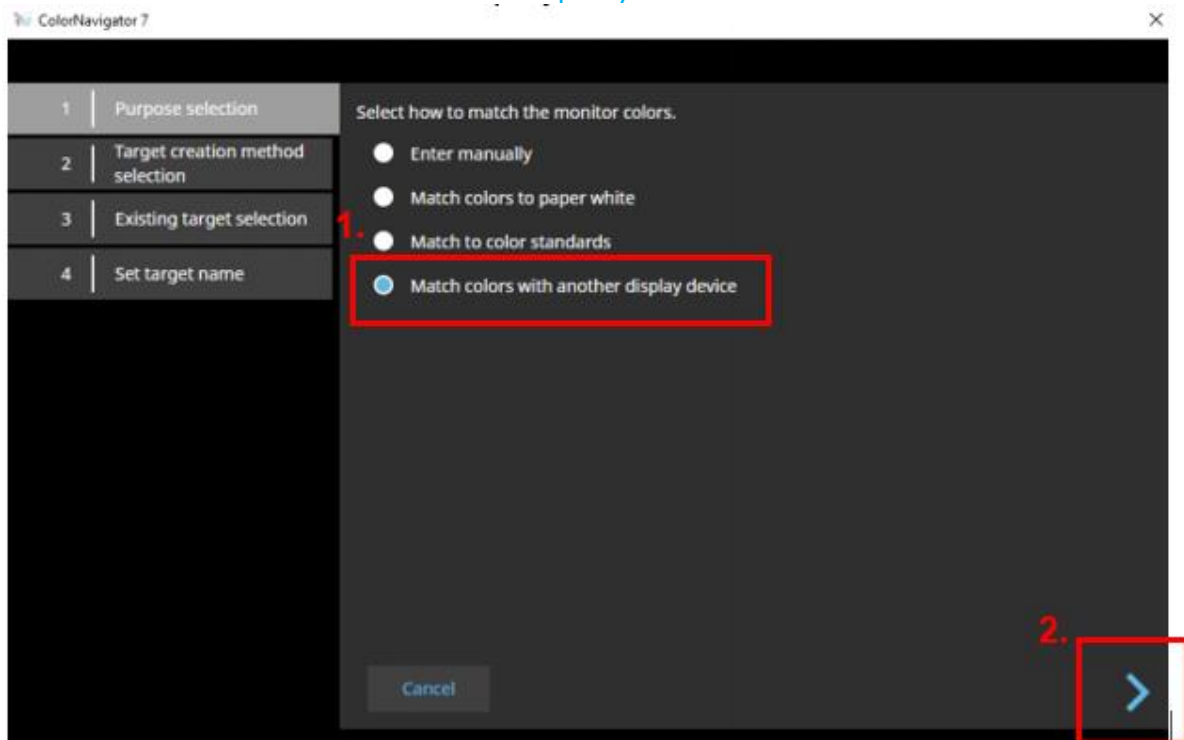 ColorNavigator 7
1 Purpose selection
2 Target creation method
selection
3 Existing target selection
4 Set target name
Select how to match the monitor colors.
Enter manually
Match colors to paper white
1.
Match to color standards
Match colors with another display device
2.
Cancel